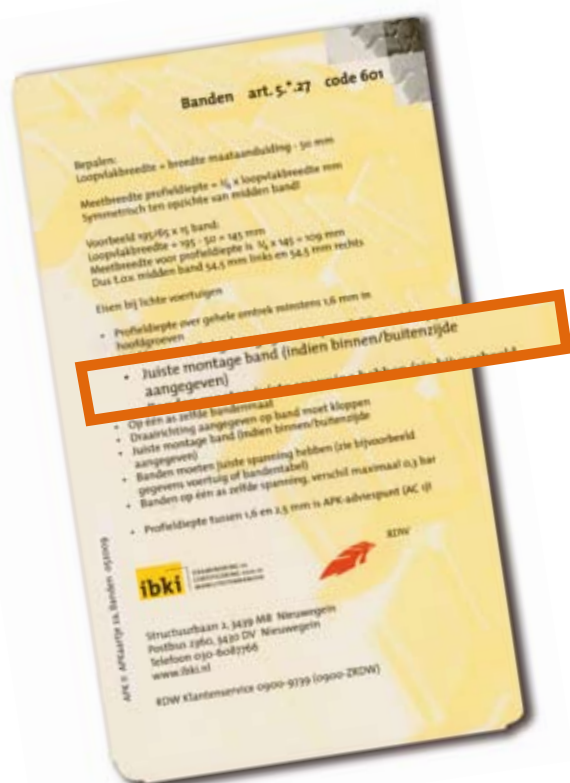 Banden art. 5.*.27 code 601
Bepalen:
Loopvlakbreedte = breedte maataanduiding - 50 mm
Meetbreedte profieldiepte = ¾ x loopvlakbreedte mm
Symmetrisch ten opzichte van midden band!
Voorbeeld 195/65 x 15 band:
Loopvlakbreedte = 195 - 50 = 145 mm
Meetbreedte voor profieldiepte is ¾ x 145 = 109 mm
Dus t.o.v. midden band 54,5 mm links en 54,5 mm rechts
Eisen bij lichte voertuigen
• Profieldiepte over gehele omtrek minstens 1,6 mm in
hoofdgroeven
• Juiste montage band (indien binnen/buitenzijde
aangegeven)
• Op één as zelfde bandenmaat
• Draairichting aangegeven op band moet kloppen
• Juiste montage band (indien binnen/buitenzijde
aangegeven)
• Banden moeten juiste spanning hebben (zie bijvoorbeeld
gegevens voertuig of bandentabel)
• Banden op één as zelfde spanning, verschil maximaal 0,3 bar
• Profieldiepte tussen 1,6 en 2,5 mm is APK-adviespunt (AC 1)!
ibki
RDW
Structuurbaan 2, 3439 MB Nieuwegein
Postbus 2360, 3430 DV Nieuwegein
Telefoon 030-6087766
www.ibki.nl
RDW Klantenservice 0900-9739 (0900-ZRDW)
Banden 052009